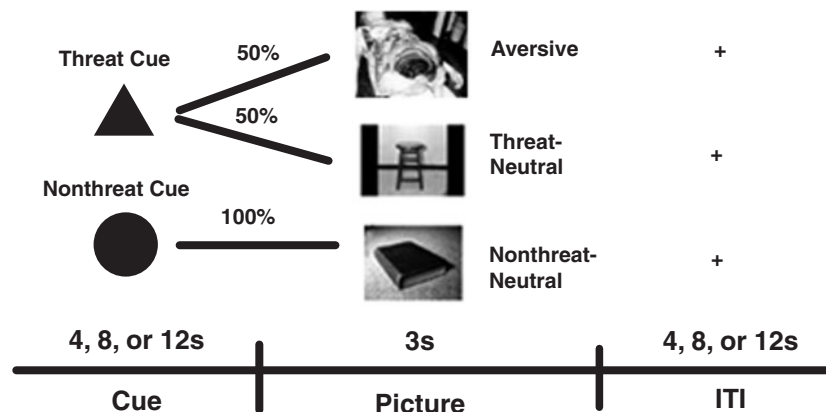 Threat Cue
50%
Aversive
+
50%
Threat-
Neutral
+
Nonthreat Cue
100%
Nonthreat-
Neutral
+
4, 8, or 12s
3s
4, 8, or 12s
Cue
Picture
ITI